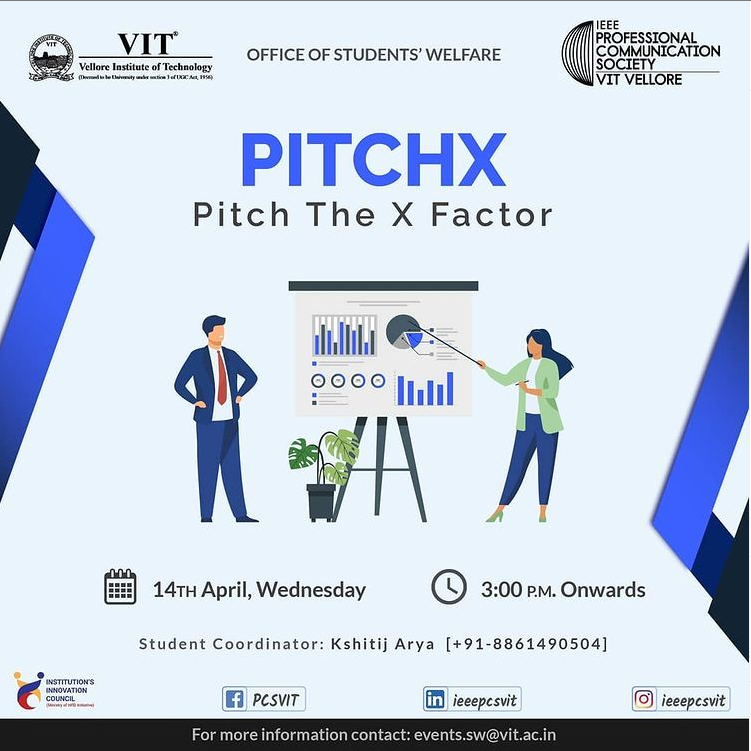 VIT®
Vellore Institute of Technology
(Deemed to be University under section 3 of UGC Act, 1956)
OFFICE OF STUDENTS’ WELFARE
IEEE
PROFESSIONAL
COMMUNICATION
SOCIETY
VIT VELLORE
PITCHX
Pitch The X Factor
14TH April, Wednesday
3:00 P.M. Onwards
Student Coordinator: Kshitij Arya [+91-8861490504]
INSTITUTION'S
INNOVATION
COUNCIL
(Ministry of HRD Initiative)
PCSVIT
ieeepcsvit
ieeepcsvit
For more information contact: events.sw@vit.ac.in